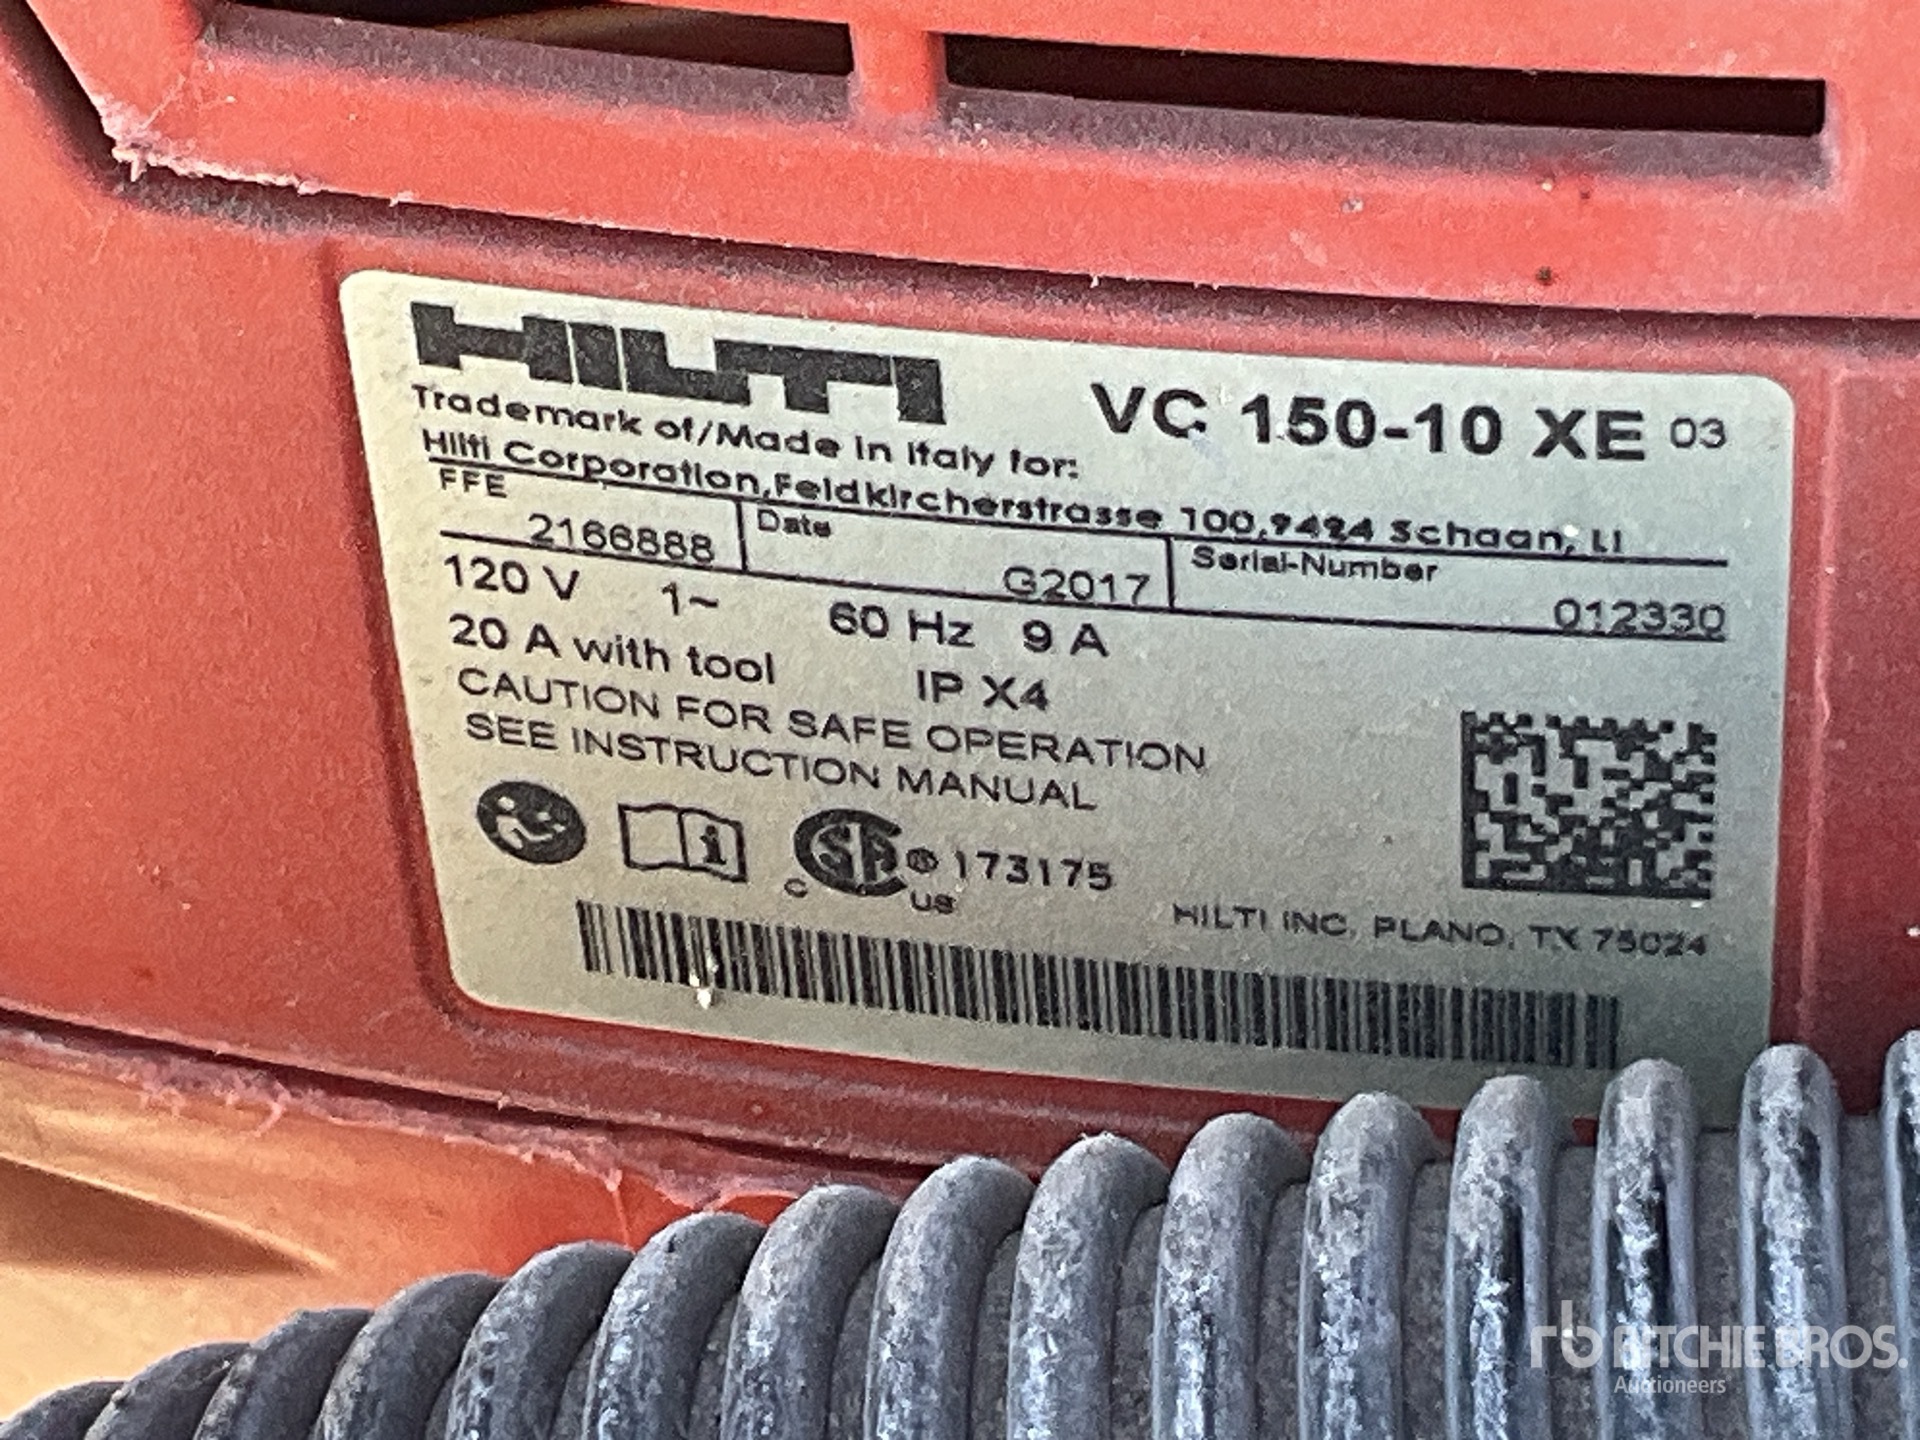 HILTI
VC 150-10 XE 03
Trademark of/Made in Italy for:
Hilti Corporation,Feldkircherstrasse 100,9494 Schaan, LI
FFE 2166888 Date G2017 Serial-Number 012330
120 V 1~ 60 Hz 9 A
20 A with tool IP X4
CAUTION FOR SAFE OPERATION
SEE INSTRUCTION MANUAL
i
CSA® C US 173175
HILTI INC, PLANO, TX 75024
rb RITCHIE BROS.
Auctioneers